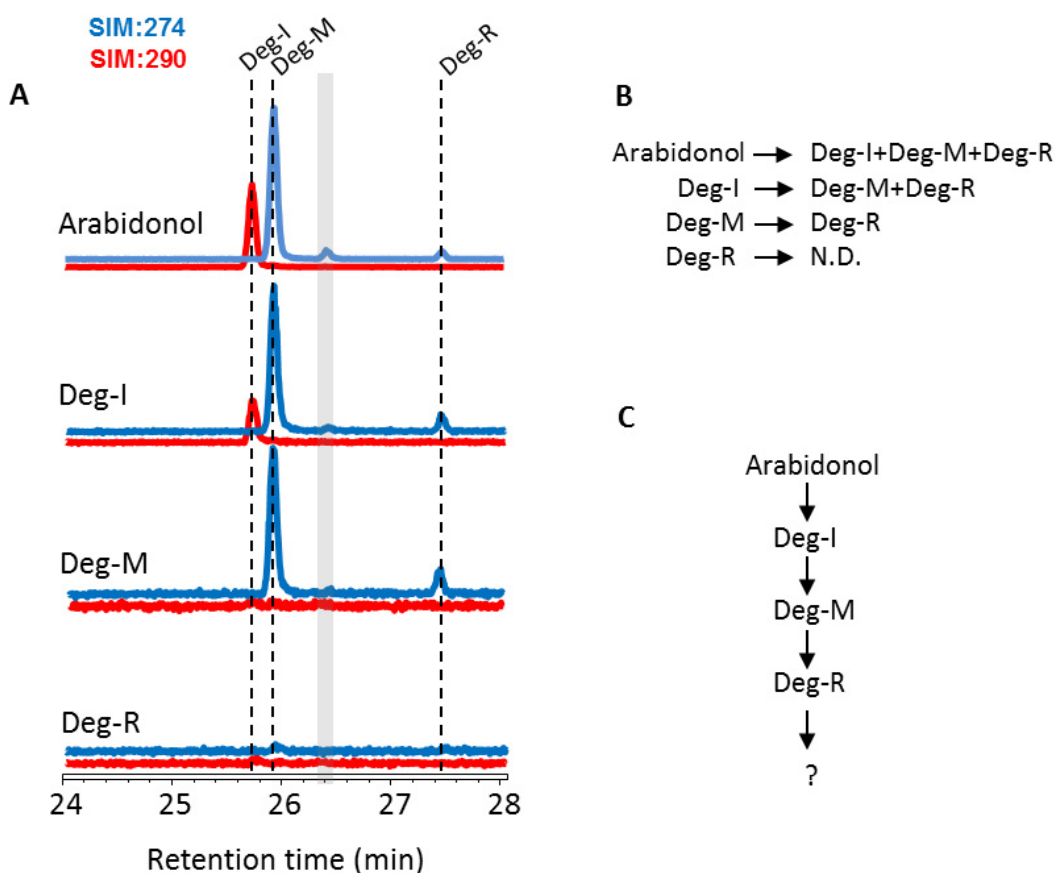 SIM:274
SIM:290
Deg-I
Deg-M
Deg-R
A
Arabidonol
Deg-I
Deg-M
Deg-R
24 25 26 27 28
Retention time (min)
B
Arabidonol → Deg-I+Deg-M+Deg-R
Deg-I → Deg-M+Deg-R
Deg-M → Deg-R
Deg-R → N.D.
C
Arabidonol
Deg-I
Deg-M
Deg-R
?